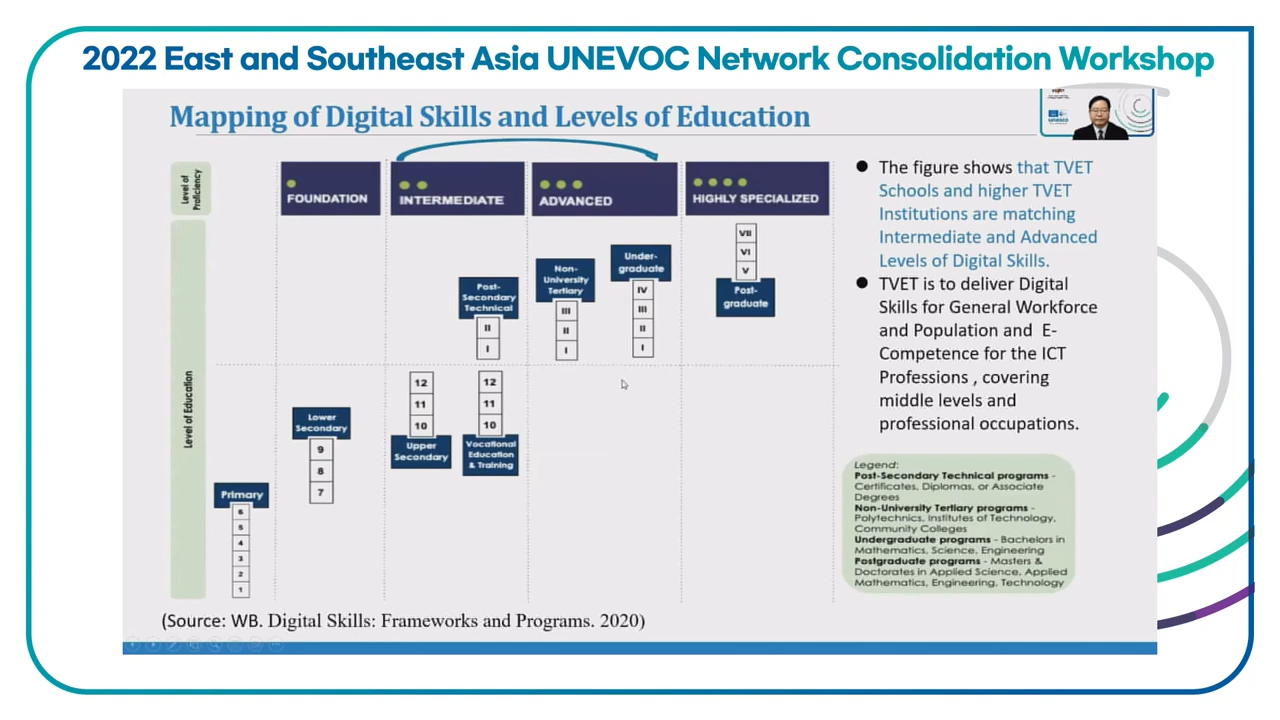 2022 East and Southeast Asia UNEVOC Network Consolidation Workshop
Mapping of Digital Skills and Levels of Education
Level of
Proficiency
FOUNDATION
INTERMEDIATE
ADVANCED
HIGHLY SPECIALIZED
Level of Education
VII
VI
V
Post-
graduate
Under-
graduate
IV
III
II
I
Non-
University
Tertiary
III
II
I
Post-
Secondary
Technical
II
I
12
11
10
Upper
Secondary
12
11
10
Vocational
Education
& Training
Lower
Secondary
9
8
7
Primary
6
5
4
3
2
1
● The figure shows that TVET
Schools and higher TVET
Institutions are matching
Intermediate and Advanced
Levels of Digital Skills.
● TVET is to deliver Digital
Skills for General Workforce
and Population and E-
Competence for the ICT
Professions , covering
middle levels and
professional occupations.
Legend:
Post-Secondary Technical programs -
Certificates, Diplomas, or Associate
Degrees
Non-University Tertiary programs -
Polytechnics, Institutes of Technology,
Community Colleges
Undergraduate programs - Bachelors in
Mathematics, Science, Engineering
Postgraduate programs - Masters &
Doctorates in Applied Science, Applied
Mathematics, Engineering, Technology
(Source: WB. Digital Skills: Frameworks and Programs. 2020)